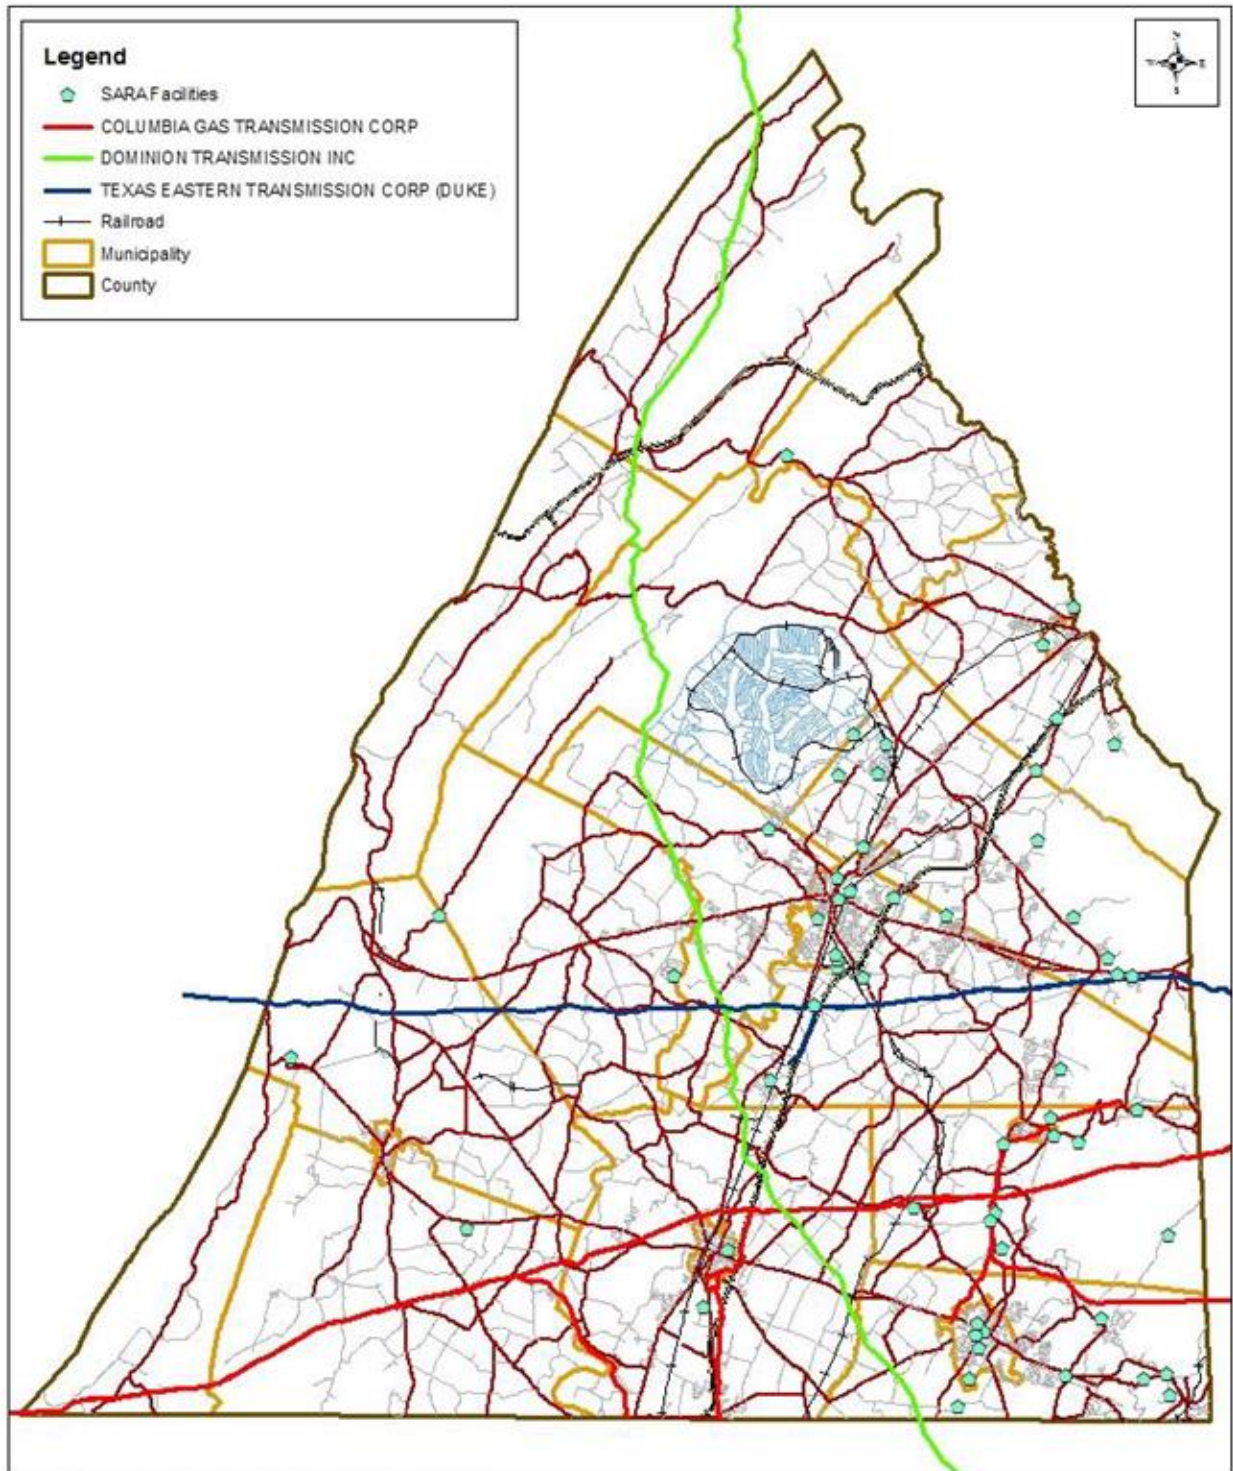 Legend
SARA Facilities
COLUMBIA GAS TRANSMISSION CORP
DOMINION TRANSMISSION INC
TEXAS EASTERN TRANSMISSION CORP (DUKE)
Railroad
Municipality
County
N
E
S